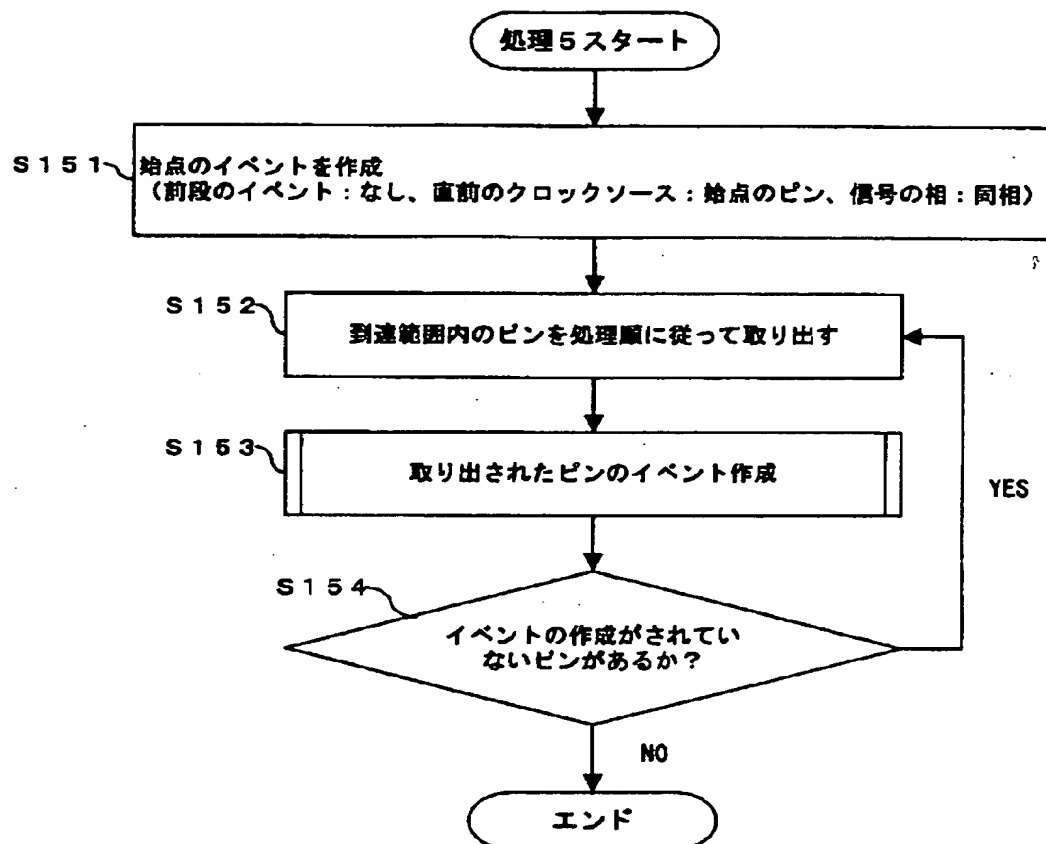 処理5スタート
S151
始点のイベントを作成
(前段のイベント:なし、直前のクロックソース:始点のピン、信号の相:同相)
S152
到達範囲内のピンを処理順に従って取り出す
S153
取り出されたピンのイベント作成
YES
S154
イベントの作成がされてい
ないピンがあるか?
NO
エンド